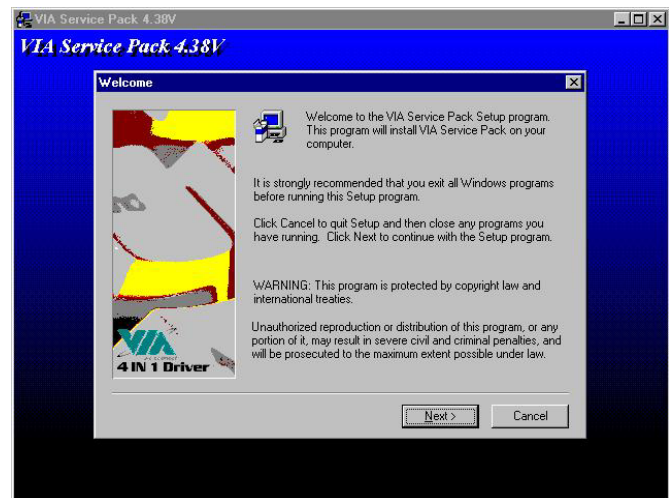 VIA Service Pack 4.38V
VIA Service Pack 4.38V
Welcome
Welcome to the VIA Service Pack Setup program.
This program will install VIA Service Pack on your
computer.
It is strongly recommended that you exit all Windows programs
before running this Setup program.
Click Cancel to quit Setup and then close any programs you
have running. Click Next to continue with the Setup program.
WARNING: This program is protected by copyright law and
international treaties.
Unauthorized reproduction or distribution of this program, or any
portion of it, may result in severe civil and criminal penalties, and
will be prosecuted to the maximum extent possible under law.
VIA
4 IN 1 Driver
Next >
Cancel